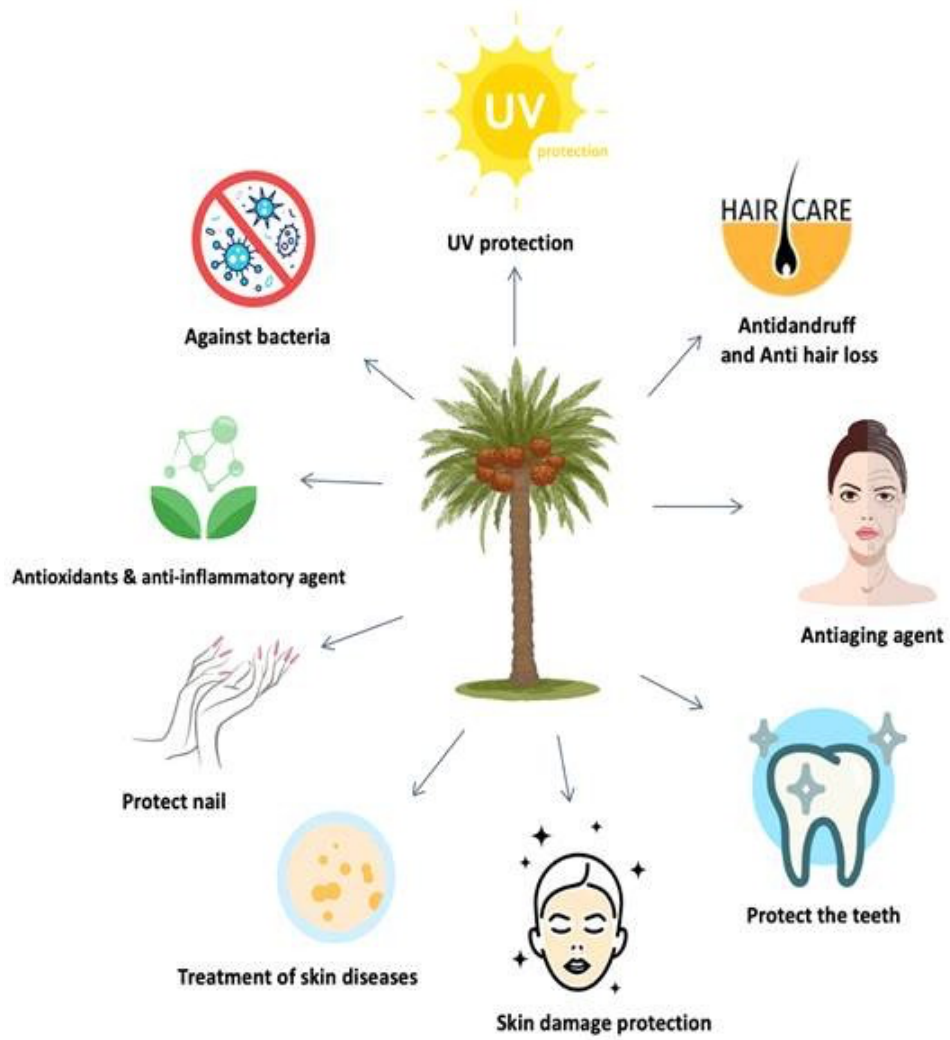 UV
protection
UV protection
HAIR CARE
Antidandruff
and Anti hair loss
Against bacteria
Antioxidants & anti-inflammatory agent
Antiaging agent
Protect nail
Protect the teeth
Treatment of skin diseases
Skin damage protection